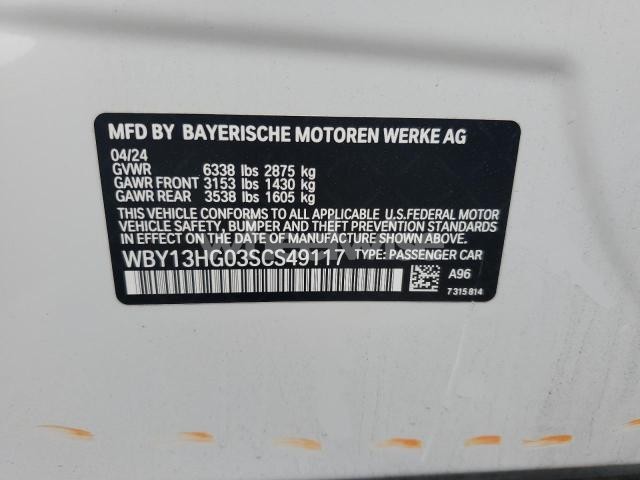 MFD BY BAYERISCHE MOTOREN WERKE AG
04/24
GVWR 6338 lbs 2875 kg
GAWR FRONT 3153 lbs 1430 kg
GAWR REAR 3538 lbs 1605 kg
THIS VEHICLE CONFORMS TO ALL APPLICABLE U.S.FEDERAL MOTOR
VEHICLE SAFETY, BUMPER AND THEFT PREVENTION STANDARDS
IN EFFECT ON THE DATE OF MANUFACTURE SHOWN ABOVE.
WBY13HG03SCS49117 TYPE: PASSENGER CAR
A96
7315814